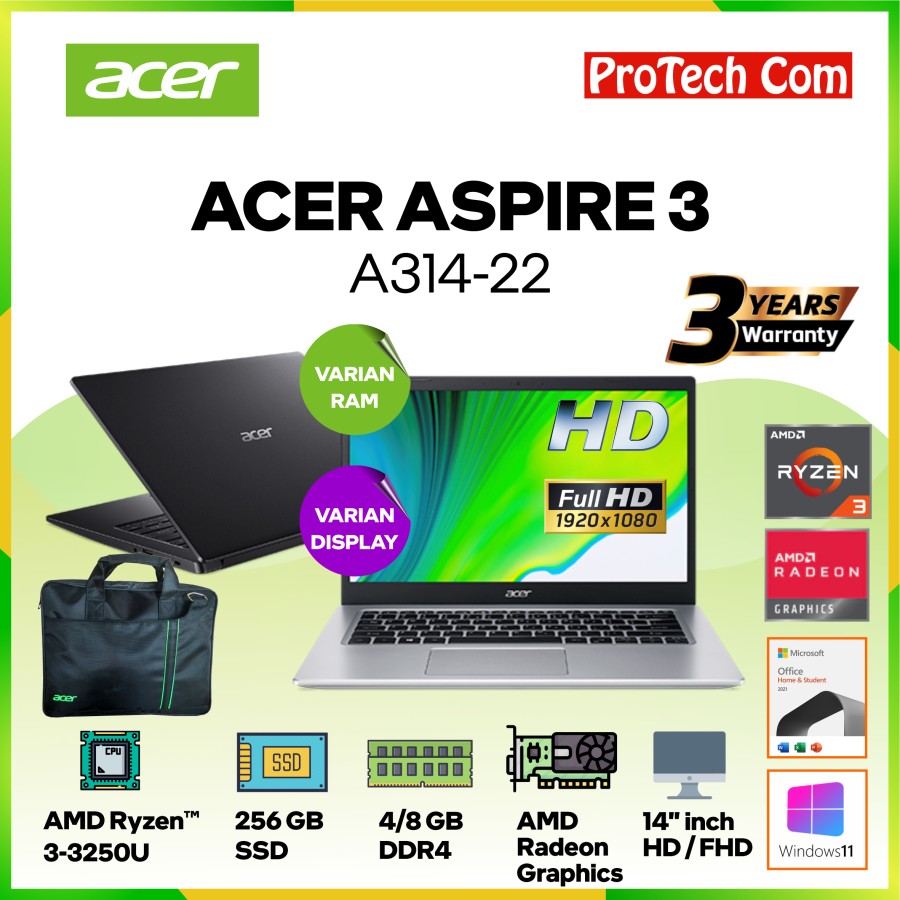 acer
ProTech Com
ACER ASPIRE 3
A314-22
3 YEARS
Warranty
VARIAN
RAM
acer
HD
Full HD
1920x1080
VARIAN
DISPLAY
acer
AMD
RYZEN
3
AMD
RADEON
GRAPHICS
acer
Microsoft
Office
Home & Student
2021
CPU
SSD
AMD Ryzen™
3-3250U
256 GB
SSD
4/8 GB
DDR4
AMD
Radeon
Graphics
14" inch
HD / FHD
Windows11